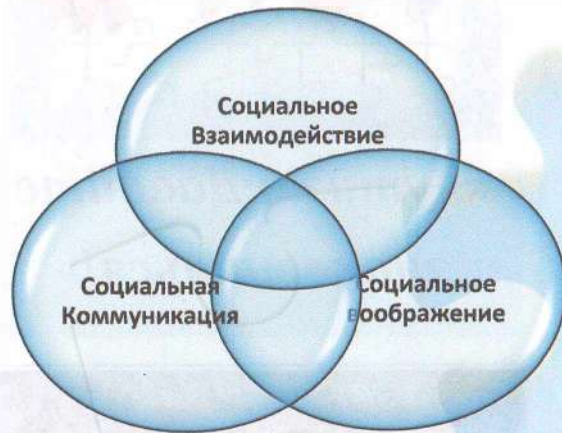 Социальное
Взаимодействие
Социальная
Коммуникация
Социальное
воображение